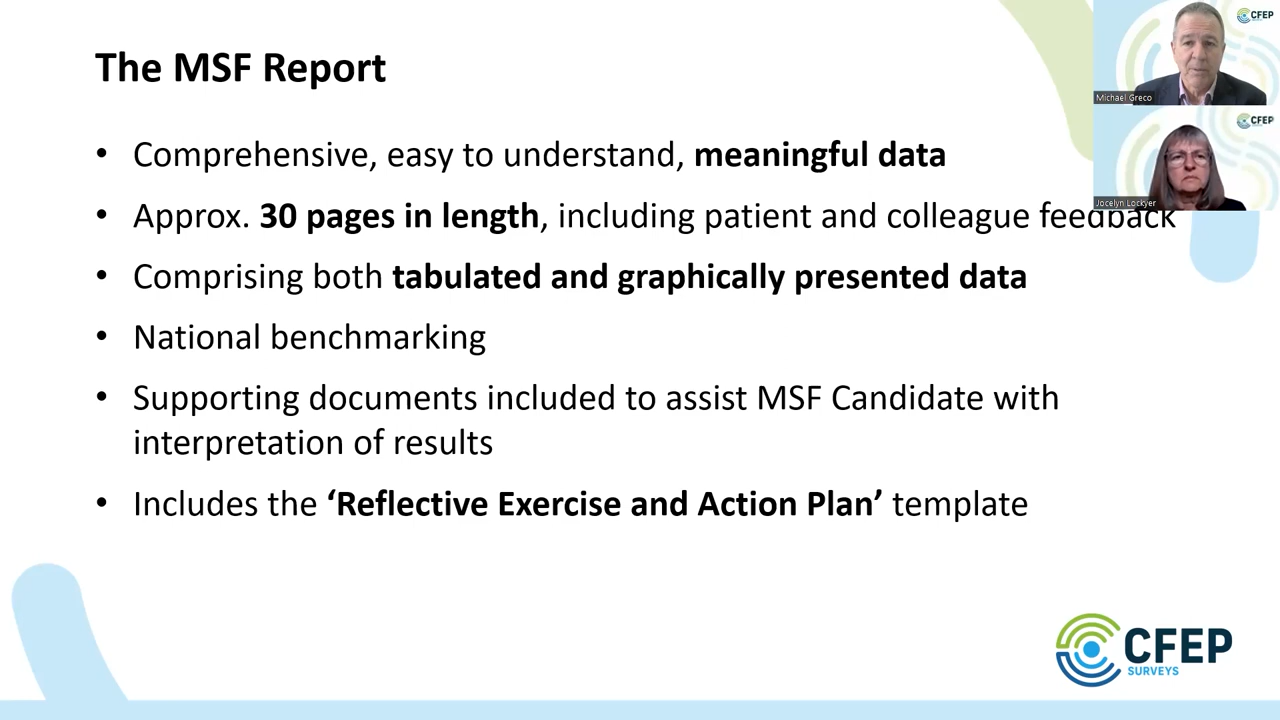 The MSF Report
• Comprehensive, easy to understand, meaningful data
• Approx. 30 pages in length, including patient and colleague feedback
• Comprising both tabulated and graphically presented data
• National benchmarking
• Supporting documents included to assist MSF Candidate with
interpretation of results
• Includes the ‘Reflective Exercise and Action Plan’ template
CFEP
Michael Greco
CFEP
Jocelyn Lockyer
CFEP
SURVEYS